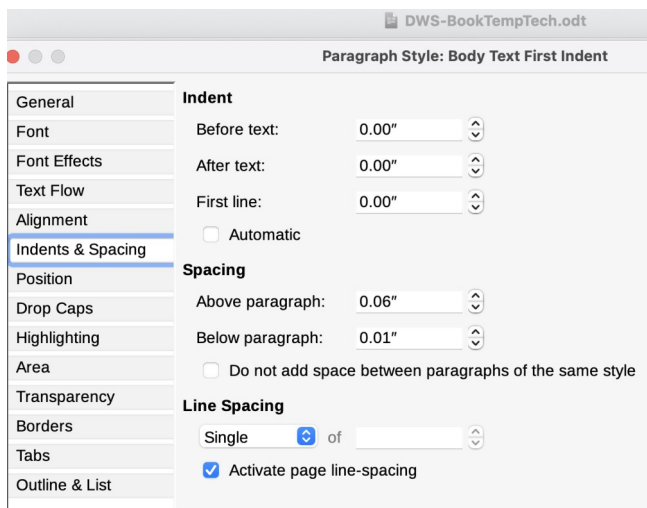 DWS-BookTempTech.odt
Paragraph Style: Body Text First Indent
General
Font
Font Effects
Text Flow
Alignment
Indents & Spacing
Position
Drop Caps
Highlighting
Area
Transparency
Borders
Tabs
Outline & List
Indent
Before text: 0.00″
After text: 0.00″
First line: 0.00″
Automatic
Spacing
Above paragraph: 0.06″
Below paragraph: 0.01″
Do not add space between paragraphs of the same style
Line Spacing
Single of
Activate page line-spacing